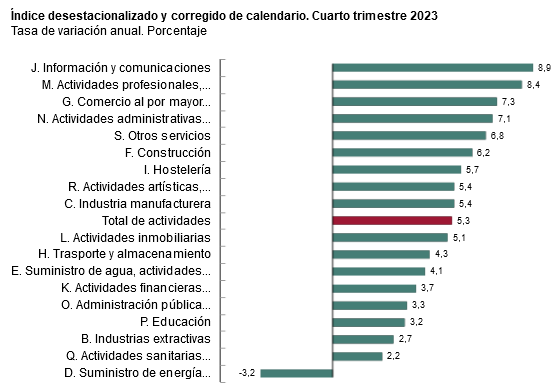 Índice desestacionalizado y corregido de calendario. Cuarto trimestre 2023
Tasa de variación anual. Porcentaje
J. Información y comunicaciones 8,9
M. Actividades profesionales,... 8,4
G. Comercio al por mayor... 7,3
N. Actividades administrativas... 7,1
S. Otros servicios 6,8
F. Construcción 6,2
I. Hostelería 5,7
R. Actividades artísticas,... 5,4
C. Industria manufacturera 5,4
Total de actividades 5,3
L. Actividades inmobiliarias 5,1
H. Trasporte y almacenamiento 4,3
E. Suministro de agua, actividades... 4,1
K. Actividades financieras... 3,7
O. Administración pública... 3,3
P. Educación 3,2
B. Industrias extractivas 2,7
Q. Actividades sanitarias... 2,2
D. Suministro de energía... -3,2